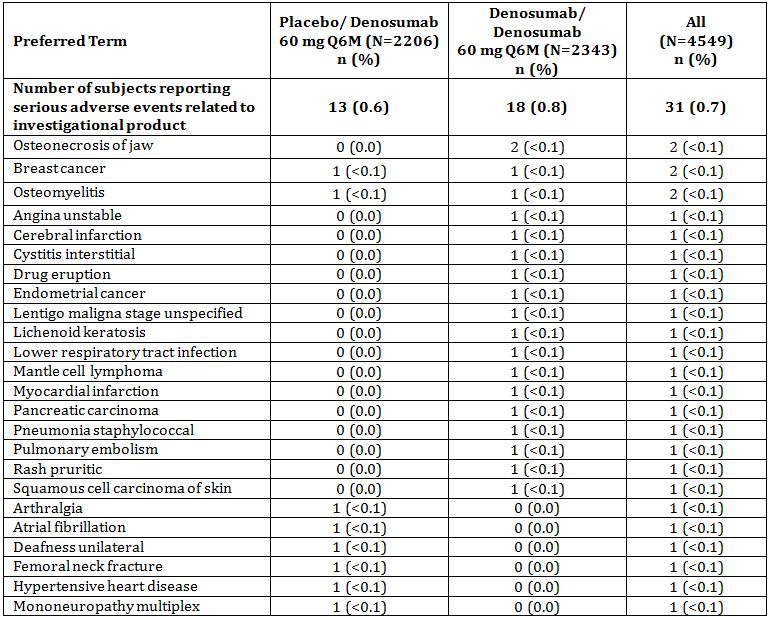 Preferred Term | Placebo/ Denosumab 60 mg Q6M (N=2206) n (%) | Denosumab/ Denosumab 60 mg Q6M (N=2343) n (%) | All (N=4549) n (%)
Number of subjects reporting serious adverse events related to investigational product | 13 (0.6) | 18 (0.8) | 31 (0.7)
Osteonecrosis of jaw | 0 (0.0) | 2 (<0.1) | 2 (<0.1)
Breast cancer | 1 (<0.1) | 1 (<0.1) | 2 (<0.1)
Osteomyelitis | 1 (<0.1) | 1 (<0.1) | 2 (<0.1)
Angina unstable | 0 (0.0) | 1 (<0.1) | 1 (<0.1)
Cerebral infarction | 0 (0.0) | 1 (<0.1) | 1 (<0.1)
Cystitis interstitial | 0 (0.0) | 1 (<0.1) | 1 (<0.1)
Drug eruption | 0 (0.0) | 1 (<0.1) | 1 (<0.1)
Endometrial cancer | 0 (0.0) | 1 (<0.1) | 1 (<0.1)
Lentigo maligna stage unspecified | 0 (0.0) | 1 (<0.1) | 1 (<0.1)
Lichenoid keratosis | 0 (0.0) | 1 (<0.1) | 1 (<0.1)
Lower respiratory tract infection | 0 (0.0) | 1 (<0.1) | 1 (<0.1)
Mantle cell lymphoma | 0 (0.0) | 1 (<0.1) | 1 (<0.1)
Myocardial infarction | 0 (0.0) | 1 (<0.1) | 1 (<0.1)
Pancreatic carcinoma | 0 (0.0) | 1 (<0.1) | 1 (<0.1)
Pneumonia staphylococcal | 0 (0.0) | 1 (<0.1) | 1 (<0.1)
Pulmonary embolism | 0 (0.0) | 1 (<0.1) | 1 (<0.1)
Rash pruritic | 0 (0.0) | 1 (<0.1) | 1 (<0.1)
Squamous cell carcinoma of skin | 0 (0.0) | 1 (<0.1) | 1 (<0.1)
Arthralgia | 1 (<0.1) | 0 (0.0) | 1 (<0.1)
Atrial fibrillation | 1 (<0.1) | 0 (0.0) | 1 (<0.1)
Deafness unilateral | 1 (<0.1) | 0 (0.0) | 1 (<0.1)
Femoral neck fracture | 1 (<0.1) | 0 (0.0) | 1 (<0.1)
Hypertensive heart disease | 1 (<0.1) | 0 (0.0) | 1 (<0.1)
Mononeuropathy multiplex | 1 (<0.1) | 0 (0.0) | 1 (<0.1)